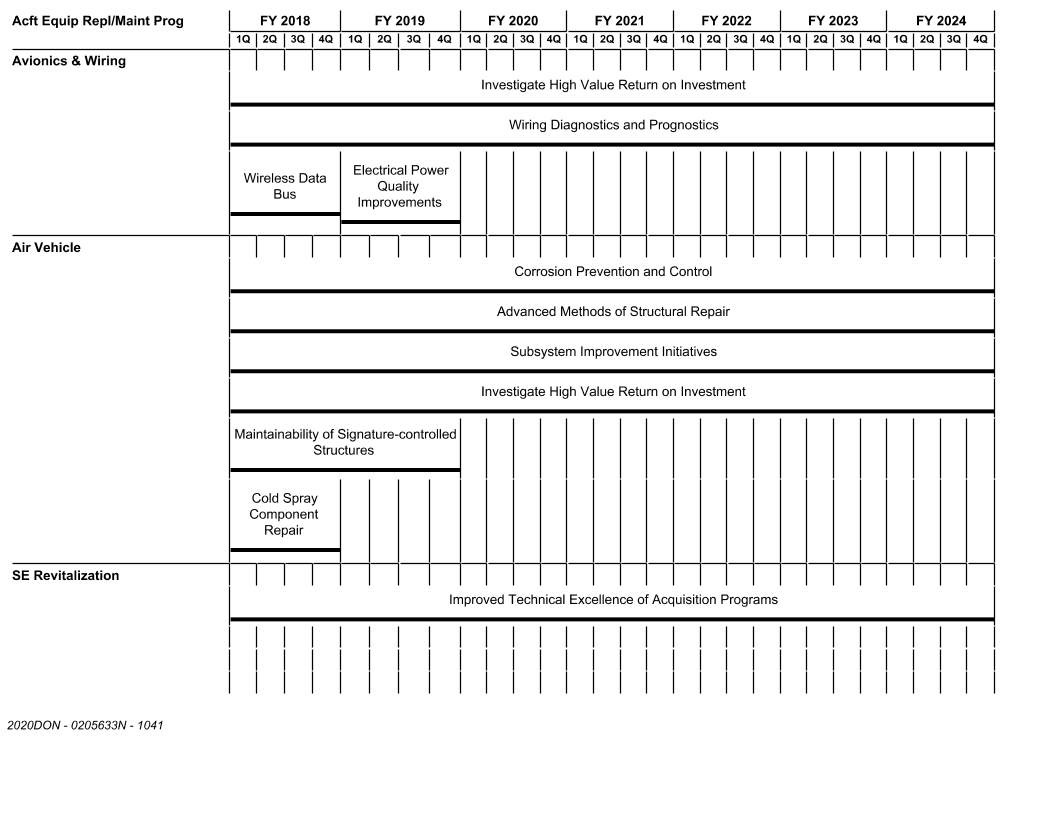 Acft Equip Repl/Maint Prog FY 2018 FY 2019 FY 2020 FY 2021 FY 2022 FY 2023 FY 2024
1Q 2Q 3Q 4Q 1Q 2Q 3Q 4Q 1Q 2Q 3Q 4Q 1Q 2Q 3Q 4Q 1Q 2Q 3Q 4Q 1Q 2Q 3Q 4Q 1Q 2Q 3Q 4Q
Avionics & Wiring
Investigate High Value Return on Investment
Wiring Diagnostics and Prognostics
Wireless Data
Bus
Electrical Power
Quality
Improvements
Air Vehicle
Corrosion Prevention and Control
Advanced Methods of Structural Repair
Subsystem Improvement Initiatives
Investigate High Value Return on Investment
Maintainability of Signature-controlled
Structures
Cold Spray
Component
Repair
SE Revitalization
Improved Technical Excellence of Acquisition Programs
2020DON - 0205633N - 1041